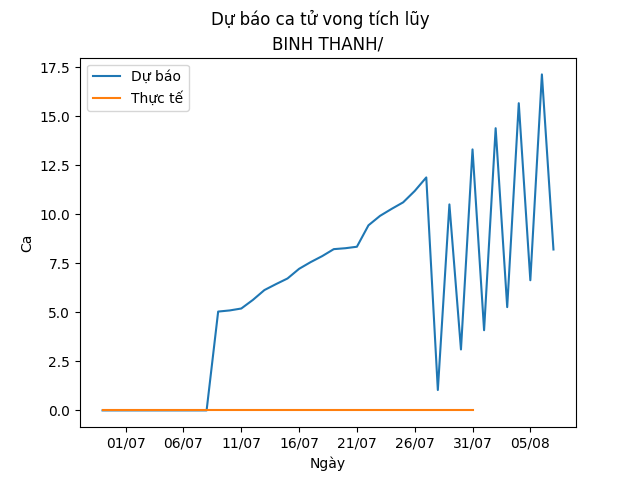 Dự báo ca tử vong tích lũy
BINH THANH/
Dự báo
Thực tế
Ca
17.5
15.0
12.5
10.0
7.5
5.0
2.5
0.0
01/07 06/07 11/07 16/07 21/07 26/07 31/07 05/08
Ngày